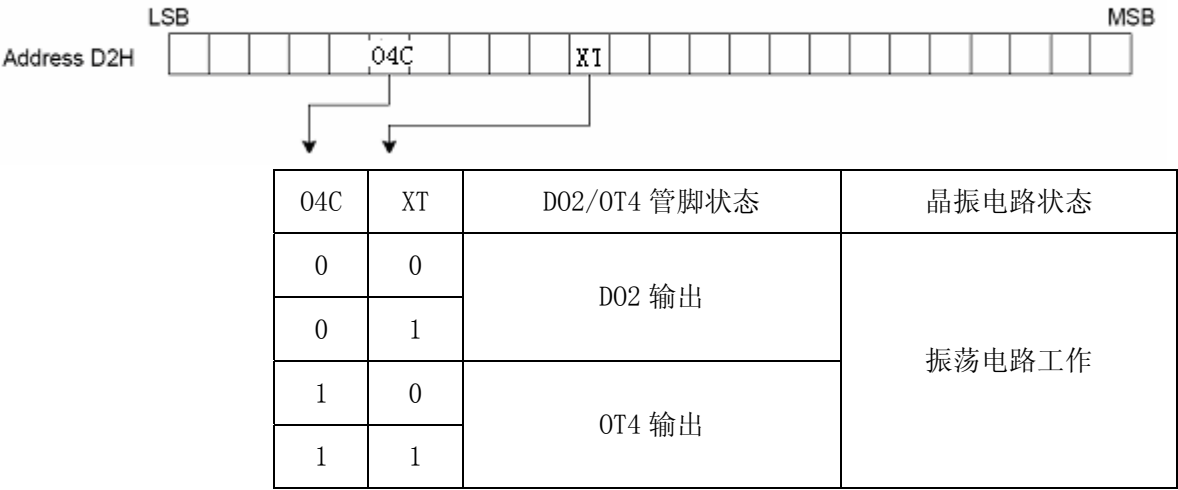 LSB MSB
Address D2H 04C XT
04C XT DO2/OT4 管脚状态 晶振电路状态
0 0 DO2 输出 振荡电路工作
0 1
1 0 OT4 输出
1 1